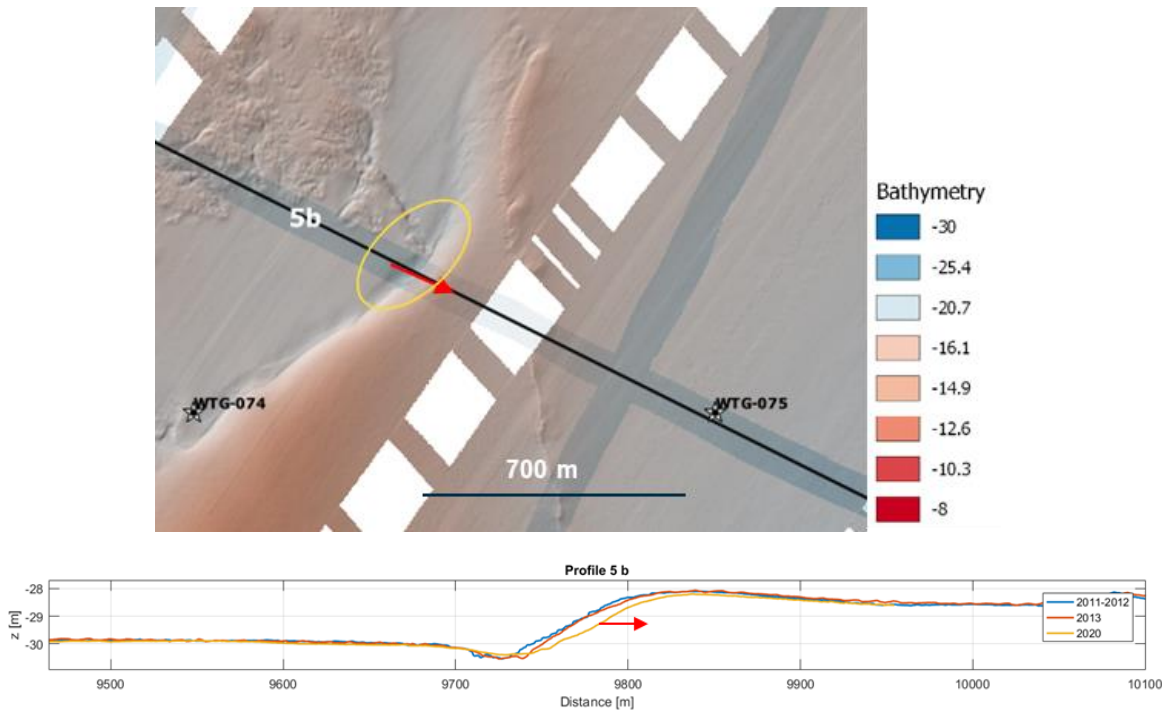 5b
WTG-074
WTG-075
700 m
Bathymetry
-30
-25.4
-20.7
-16.1
-14.9
-12.6
-10.3
-8
Profile 5 b
z [m]
-28
-29
-30
2011-2012
2013
2020
9500 9600 9700 9800 9900 10000 10100
Distance [m]